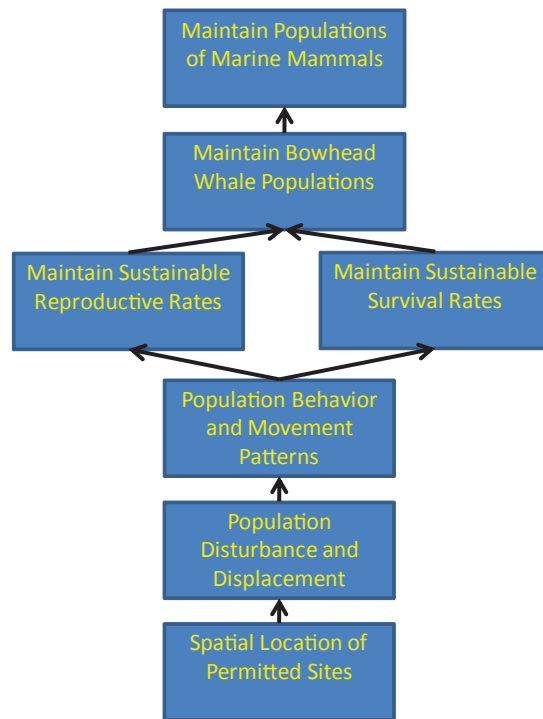 Maintain Populations
of Marine Mammals
Maintain Bowhead
Whale Populations
Maintain Sustainable
Reproductive Rates
Maintain Sustainable
Survival Rates
Population Behavior
and Movement
Patterns
Population
Disturbance and
Displacement
Spatial Location of
Permitted Sites